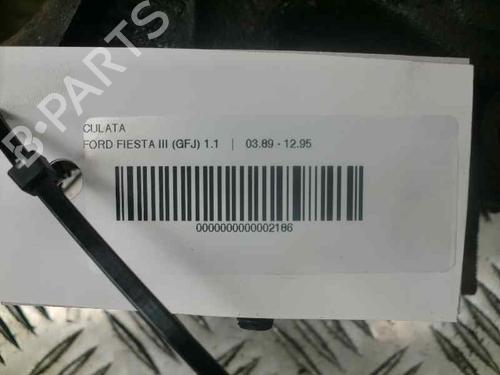 B-PARTS
CULATA
FORD FIESTA III (GFJ) 1.1 | 03.89 - 12.95
0000000000002186